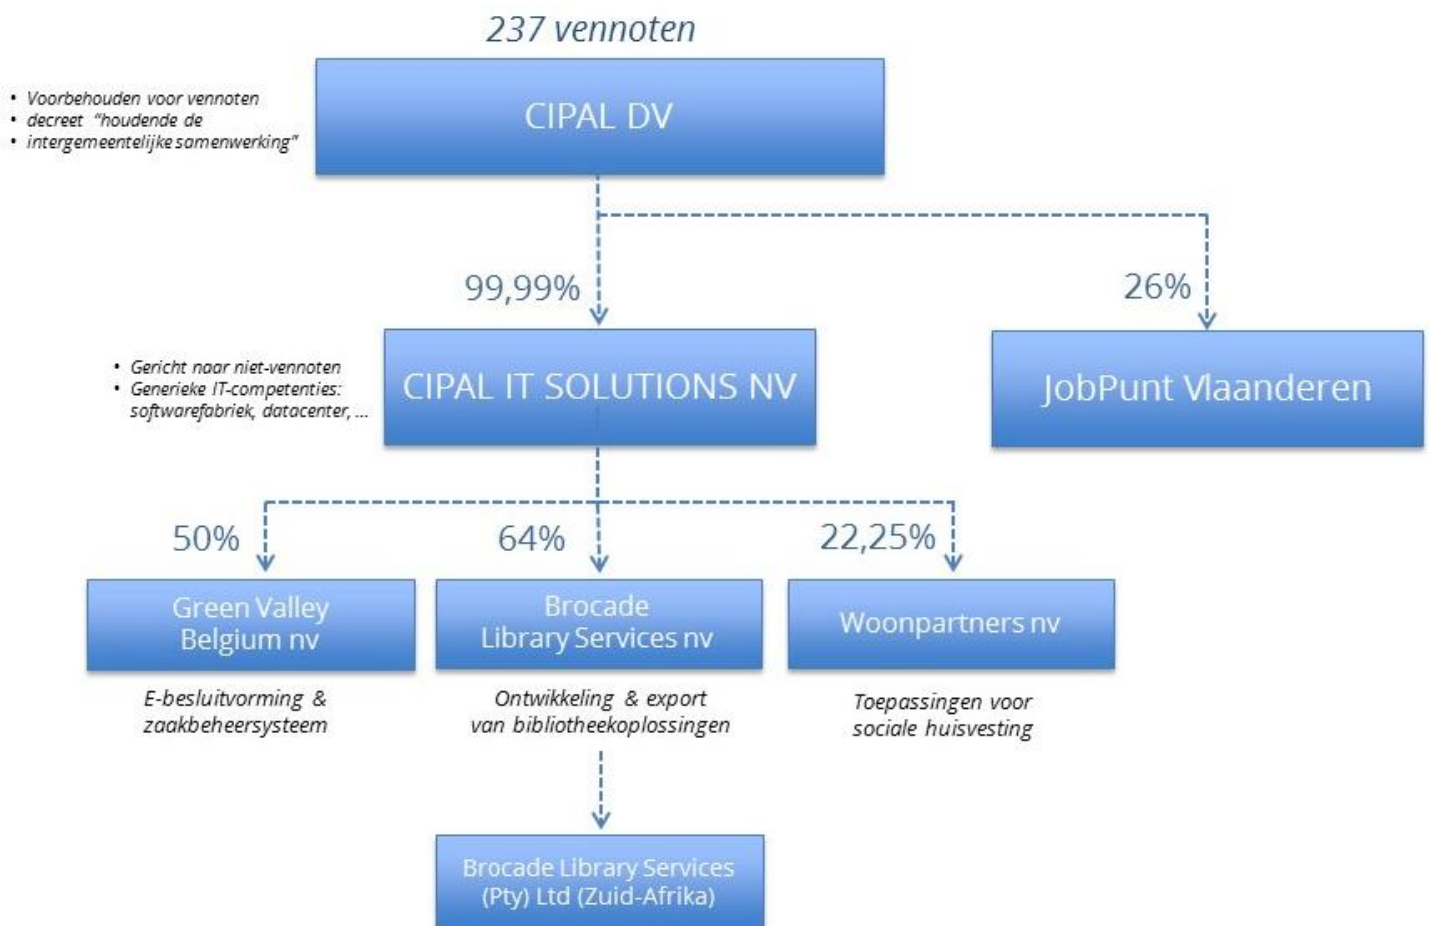 237 vennoten
CIPAL DV
• Voorbehouden voor vennoten
• decreet “houdende de
• intergemeentelijke samenwerking”
99,99%
26%
CIPAL IT SOLUTIONS NV
JobPunt Vlaanderen
• Gericht naar niet-vennoten
• Generieke IT-competenties:
softwarefabriek, datacenter, ...
50%
64%
22,25%
Green Valley
Belgium nv
Brocade
Library Services nv
Woonpartners nv
E-besluitvorming &
zaakbeheersysteem
Ontwikkeling & export
van bibliotheekoplossingen
Toepassingen voor
sociale huisvesting
Brocade Library Services
(Pty) Ltd (Zuid-Afrika)